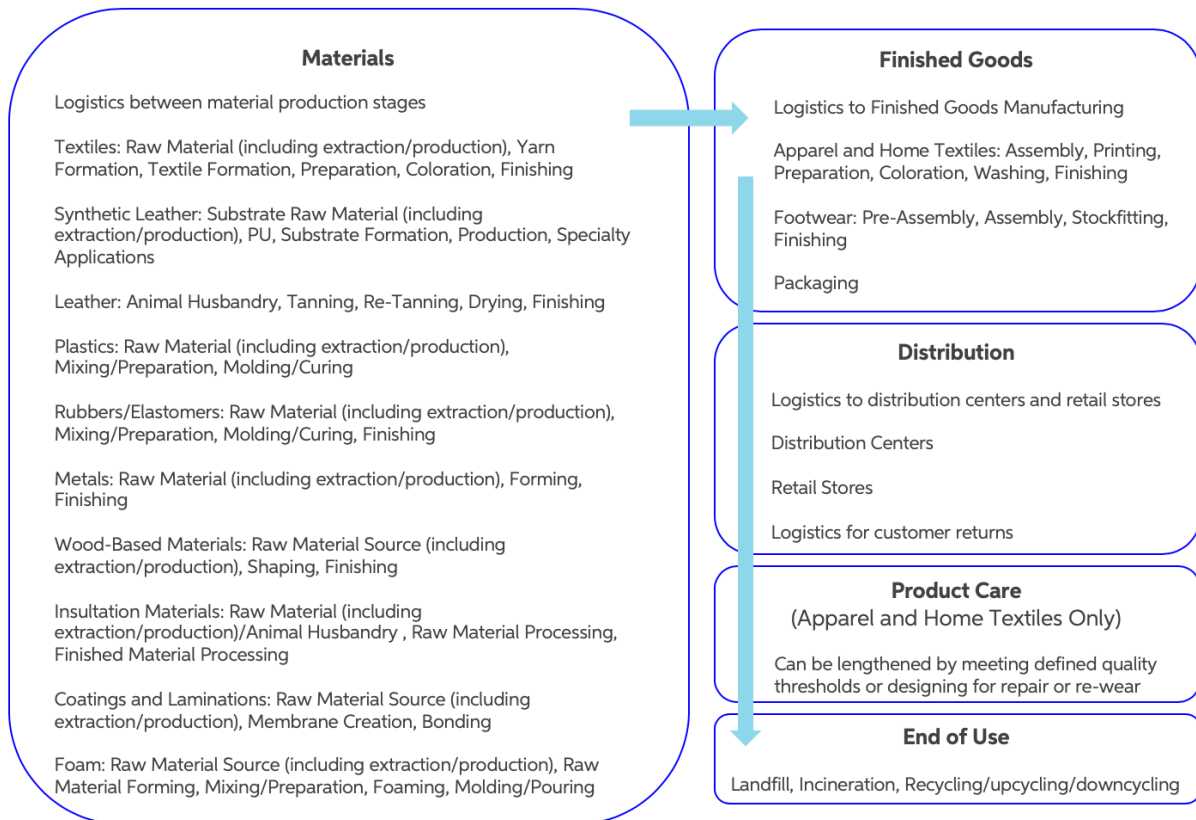 Materials
Logistics between material production stages
Textiles: Raw Material (including extraction/production), Yarn
Formation, Textile Formation, Preparation, Coloration, Finishing
Synthetic Leather: Substrate Raw Material (including
extraction/production), PU, Substrate Formation, Production, Specialty
Applications
Leather: Animal Husbandry, Tanning, Re-Tanning, Drying, Finishing
Plastics: Raw Material (including extraction/production),
Mixing/Preparation, Molding/Curing
Rubbers/Elastomers: Raw Material (including extraction/production),
Mixing/Preparation, Molding/Curing, Finishing
Metals: Raw Material (including extraction/production), Forming,
Finishing
Wood-Based Materials: Raw Material Source (including
extraction/production), Shaping, Finishing
Insultation Materials: Raw Material (including
extraction/production)/Animal Husbandry , Raw Material Processing,
Finished Material Processing
Coatings and Laminations: Raw Material Source (including
extraction/production), Membrane Creation, Bonding
Foam: Raw Material Source (including extraction/production), Raw
Material Forming, Mixing/Preparation, Foaming, Molding/Pouring
Finished Goods
Logistics to Finished Goods Manufacturing
Apparel and Home Textiles: Assembly, Printing,
Preparation, Coloration, Washing, Finishing
Footwear: Pre-Assembly, Assembly, Stockfitting,
Finishing
Packaging
Distribution
Logistics to distribution centers and retail stores
Distribution Centers
Retail Stores
Logistics for customer returns
Product Care
(Apparel and Home Textiles Only)
Can be lengthened by meeting defined quality
thresholds or designing for repair or re-wear
End of Use
Landfill, Incineration, Recycling/upcycling/downcycling